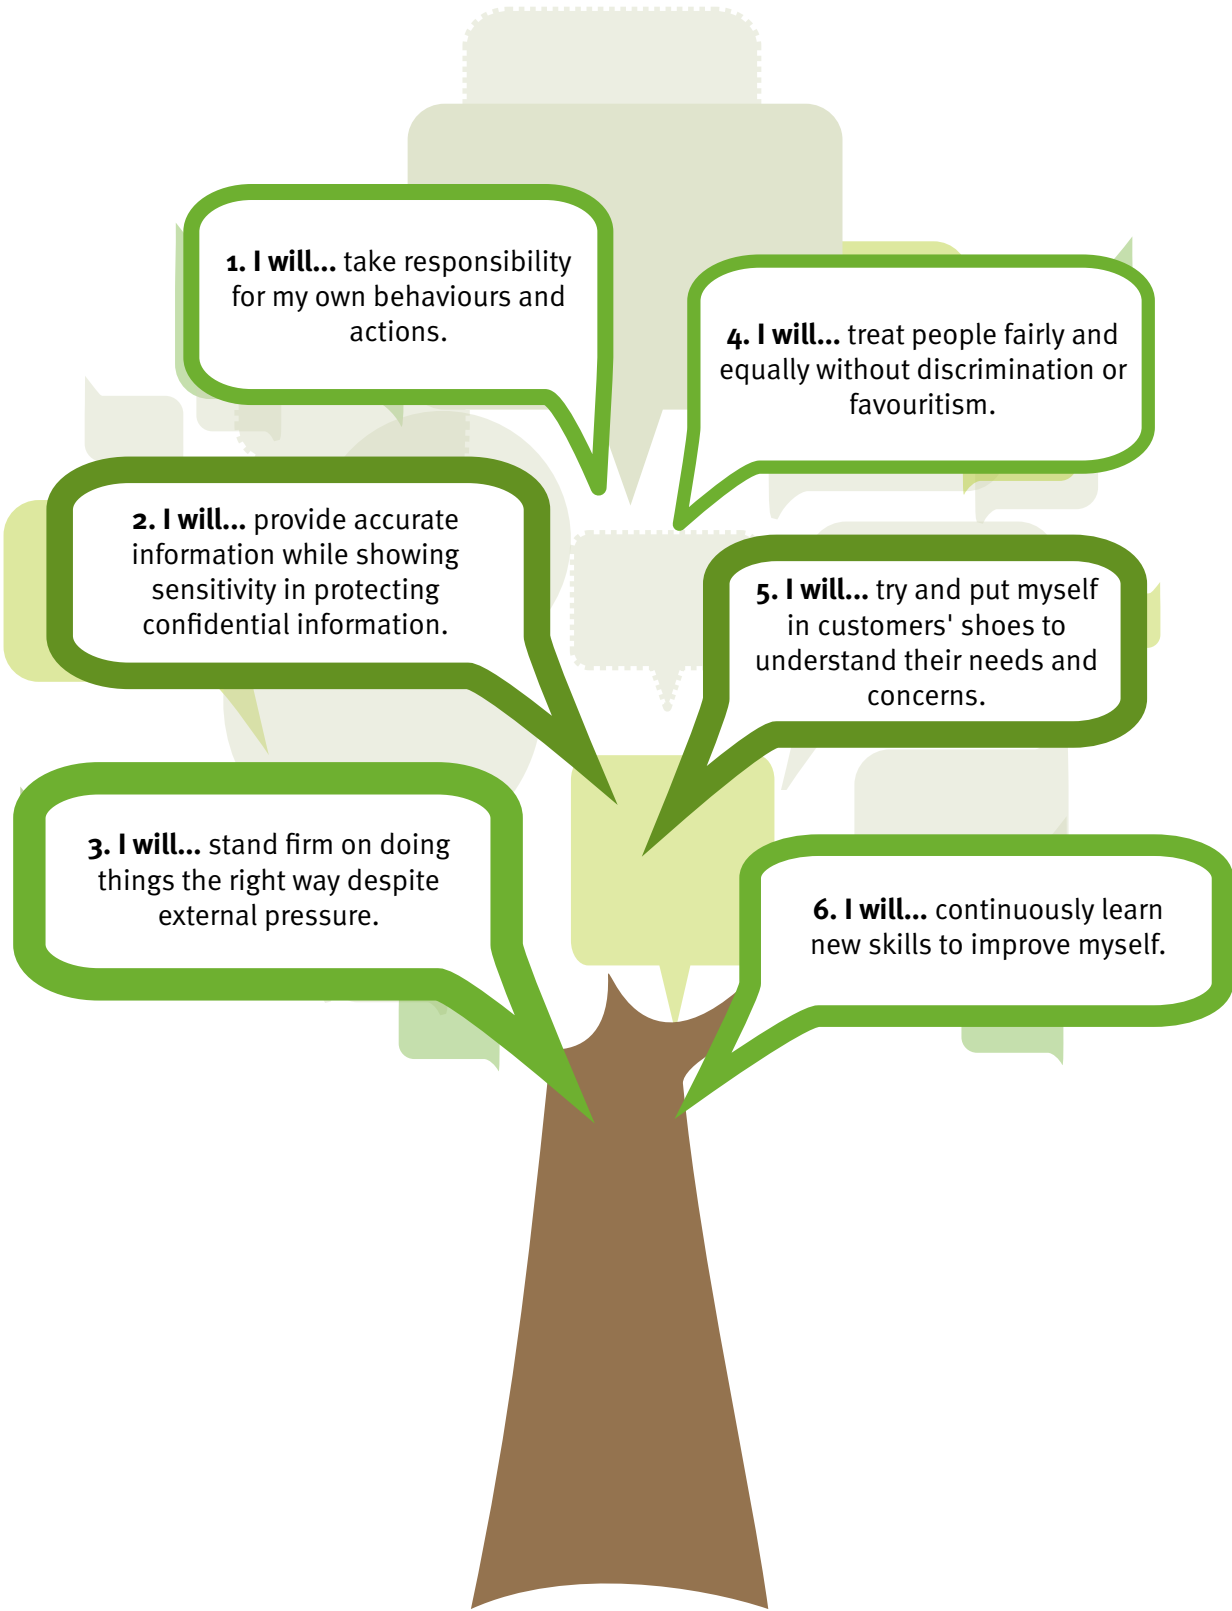 1. I will... take responsibility
for my own behaviours and
actions.
2. I will... provide accurate
information while showing
sensitivity in protecting
confidential information.
3. I will... stand firm on doing
things the right way despite
external pressure.
4. I will... treat people fairly and
equally without discrimination or
favouritism.
5. I will... try and put myself
in customers' shoes to
understand their needs and
concerns.
6. I will... continuously learn
new skills to improve myself.